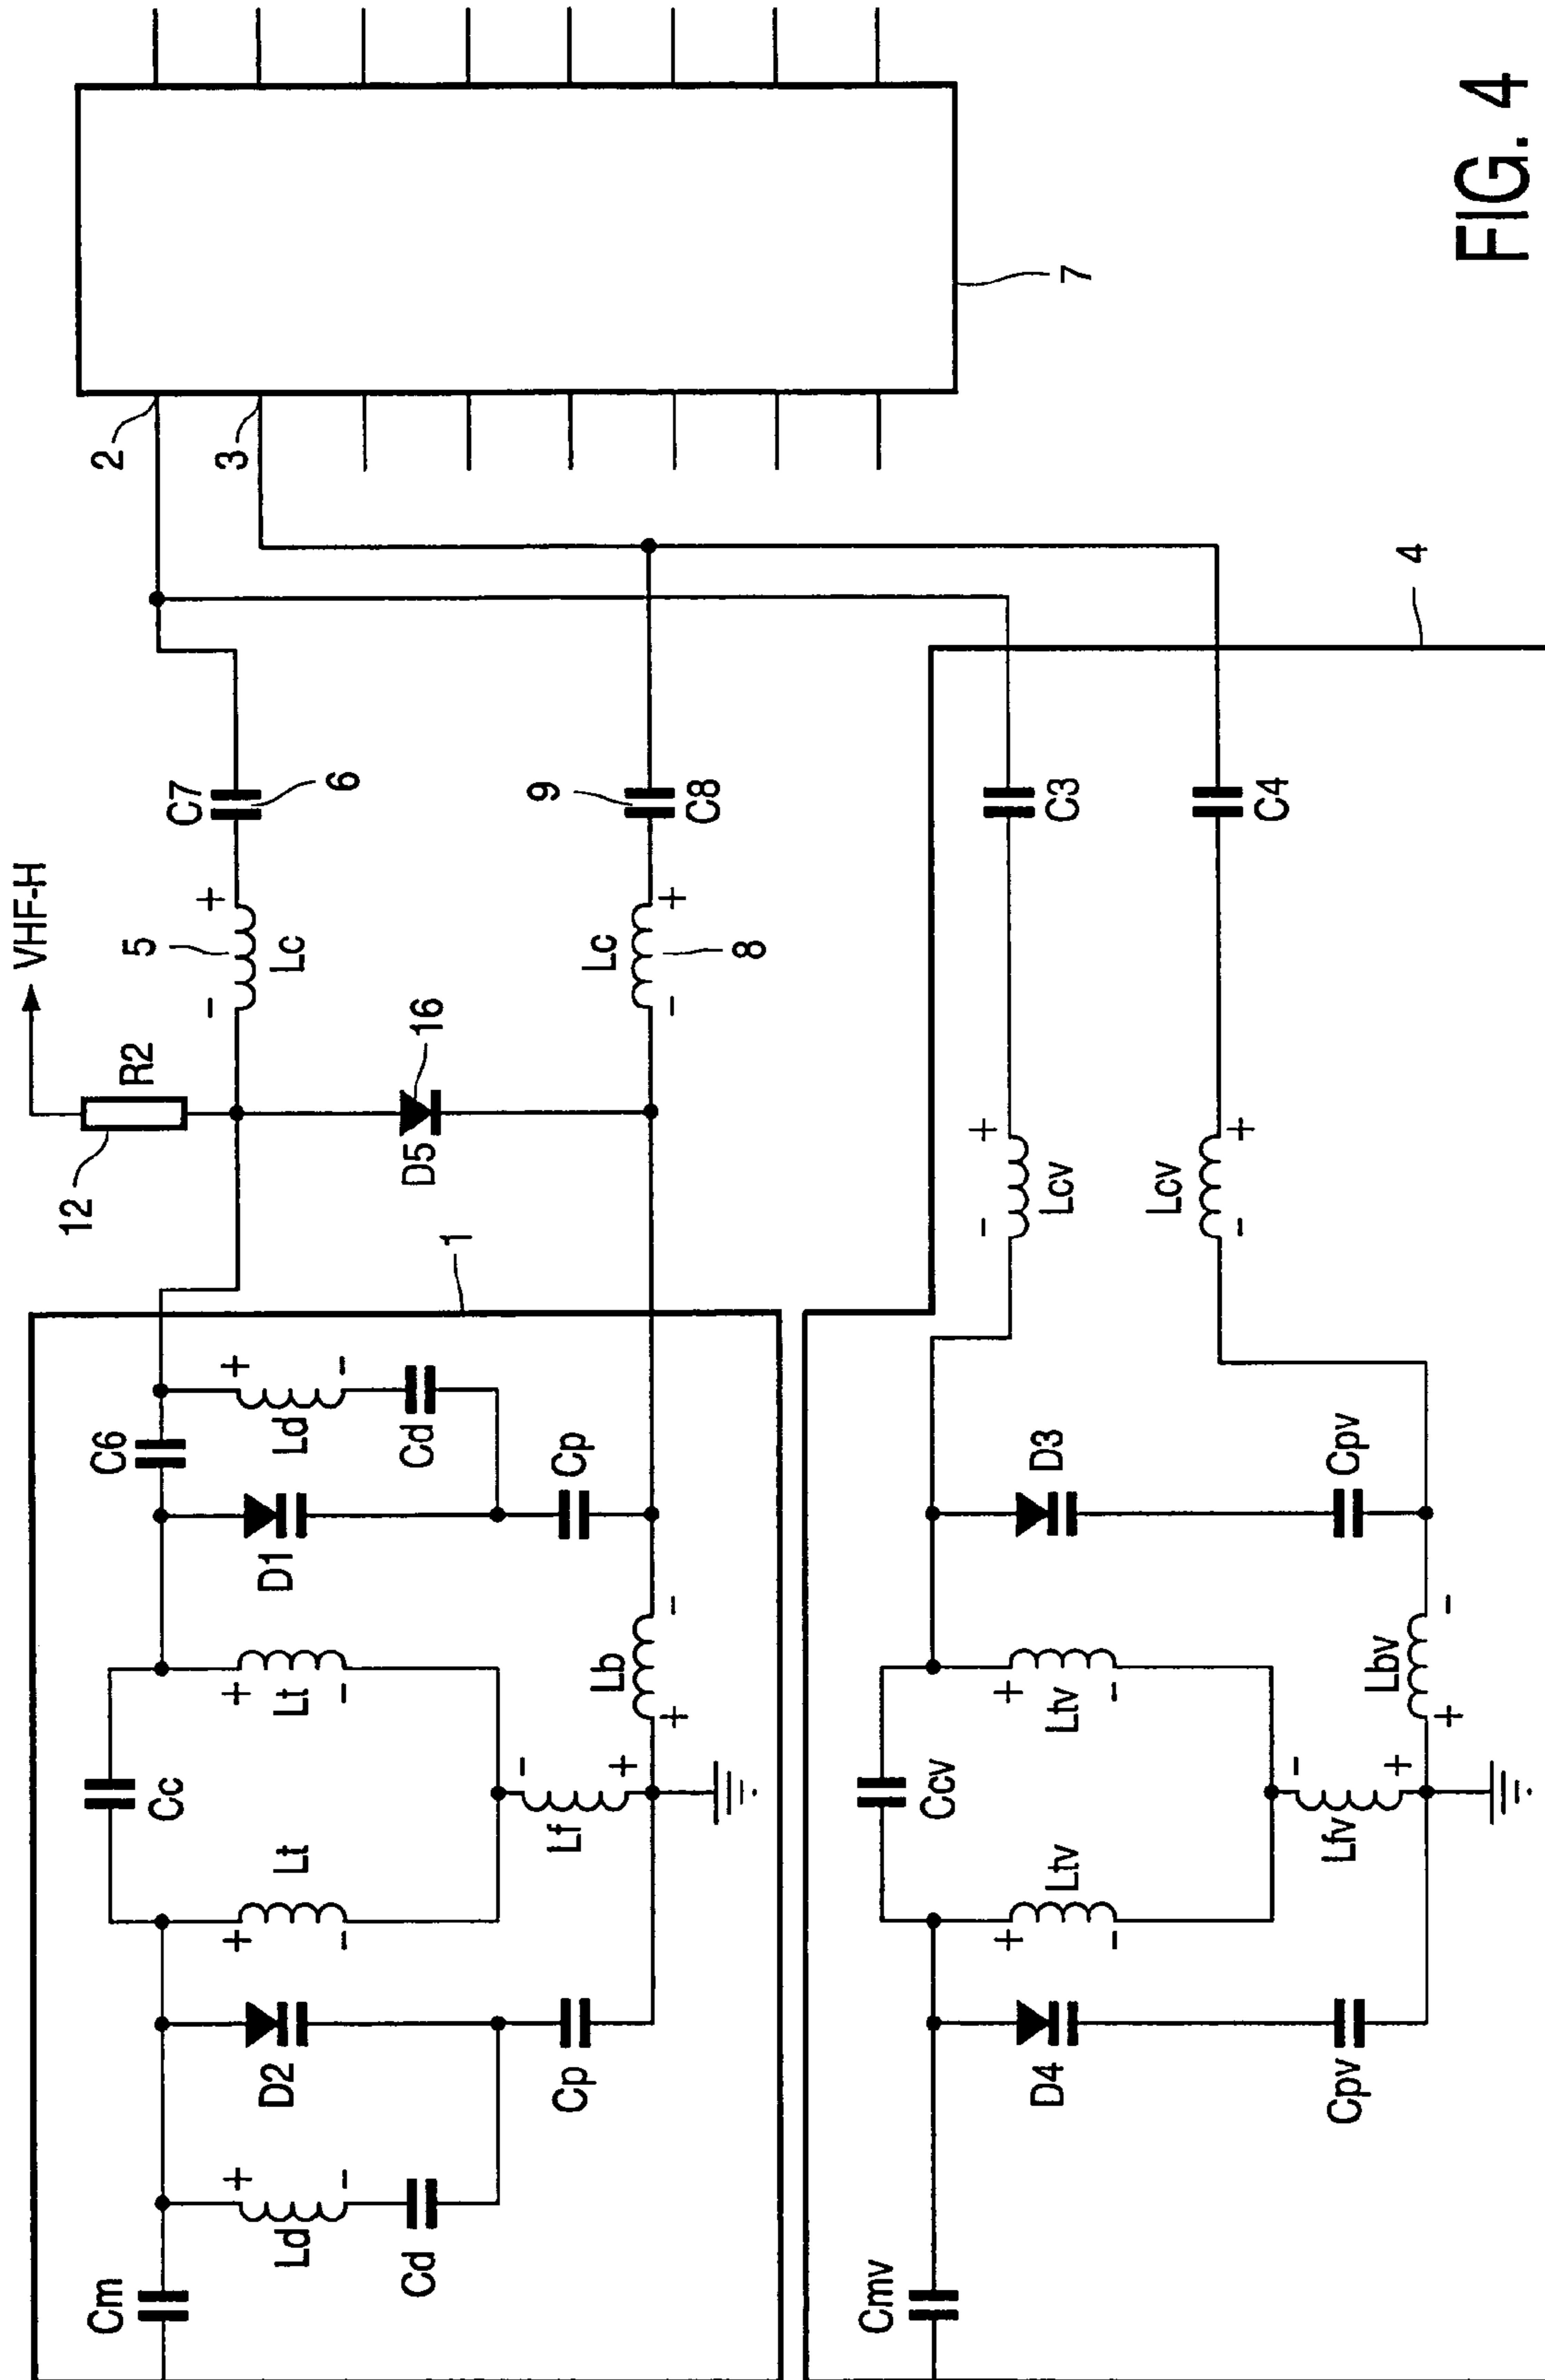 VHF-H
12
R2
5
C7
2
Lc
6
3
D5
16
Lc
9
8
C8
7
1
Cm
Ld
Cd
D2
Cp
Lt
Cc
Lt
Lf
Lb
D1
C6
Ld
Cd
Cp
4
Cmv
D4
Cpv
Ltv
Ccv
Ltv
Lfv
Lbv
D3
Cpv
Lcv
Lcv
C3
C4
+ -
+ -
+ -
- +
+ -
+ -
- +
- +
+ -
+ -
- +
+ -
- +
- +
FIG. 4